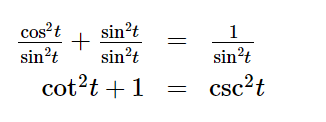 cos²t/sin²t + sin²t/sin²t = 1/sin²t
cot²t + 1 = csc²t